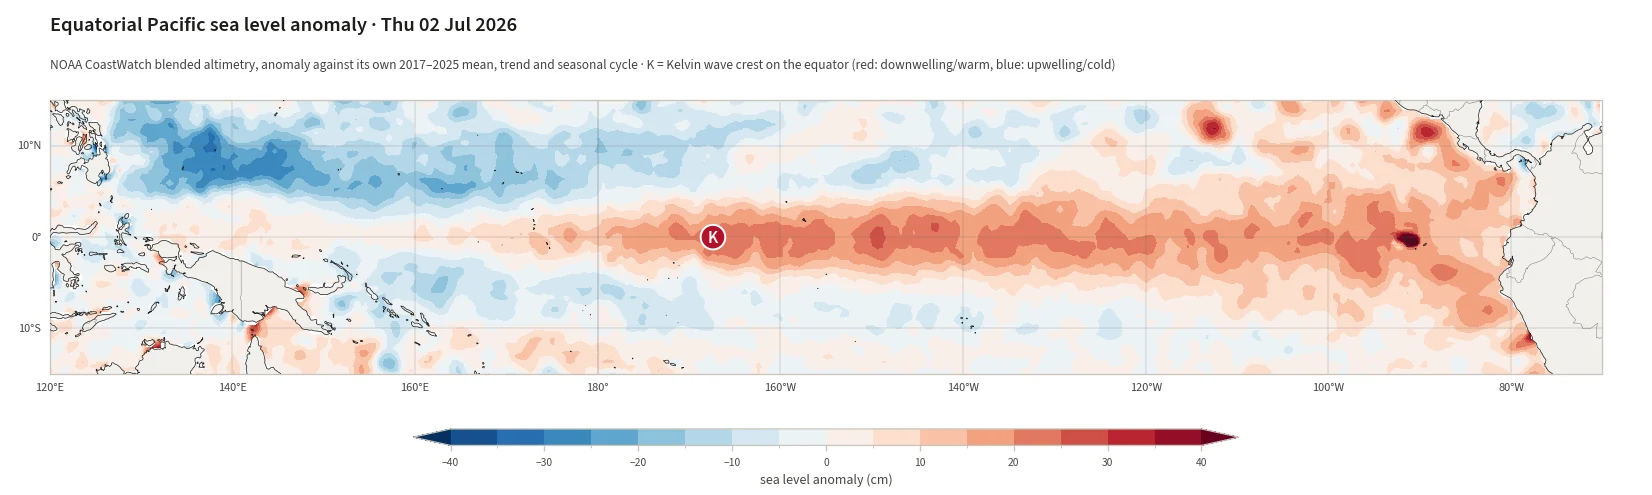 Equatorial Pacific sea level anomaly · Thu 02 Jul 2026
NOAA CoastWatch blended altimetry, anomaly against its own 2017–2025 mean, trend and seasonal cycle · K = Kelvin wave crest on the equator (red: downwelling/warm, blue: upwelling/cold)
10°N
0°
K
10°S
120°E 140°E 160°E 180° 160°W 140°W 120°W 100°W 80°W
−40 −30 −20 −10 0 10 20 30 40
sea level anomaly (cm)